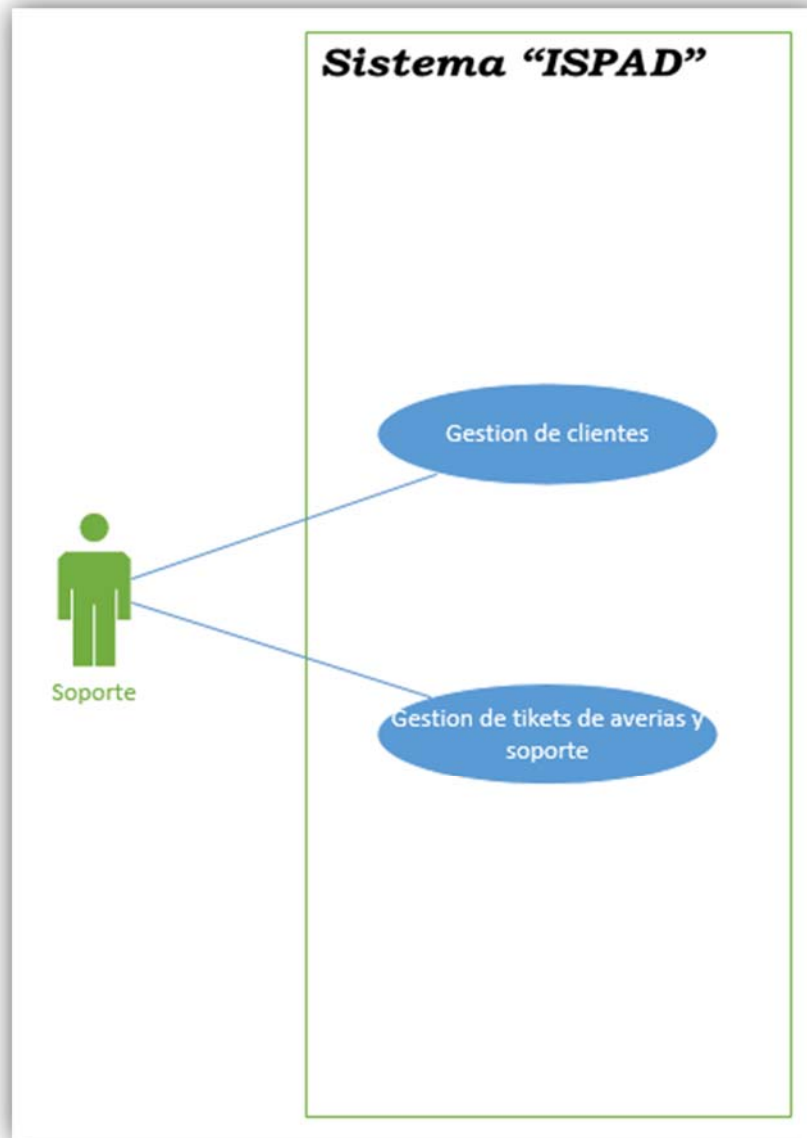 Sistema “ISPAD”
Gestion de clientes
Soporte
Gestion de tikets de averias y
soporte